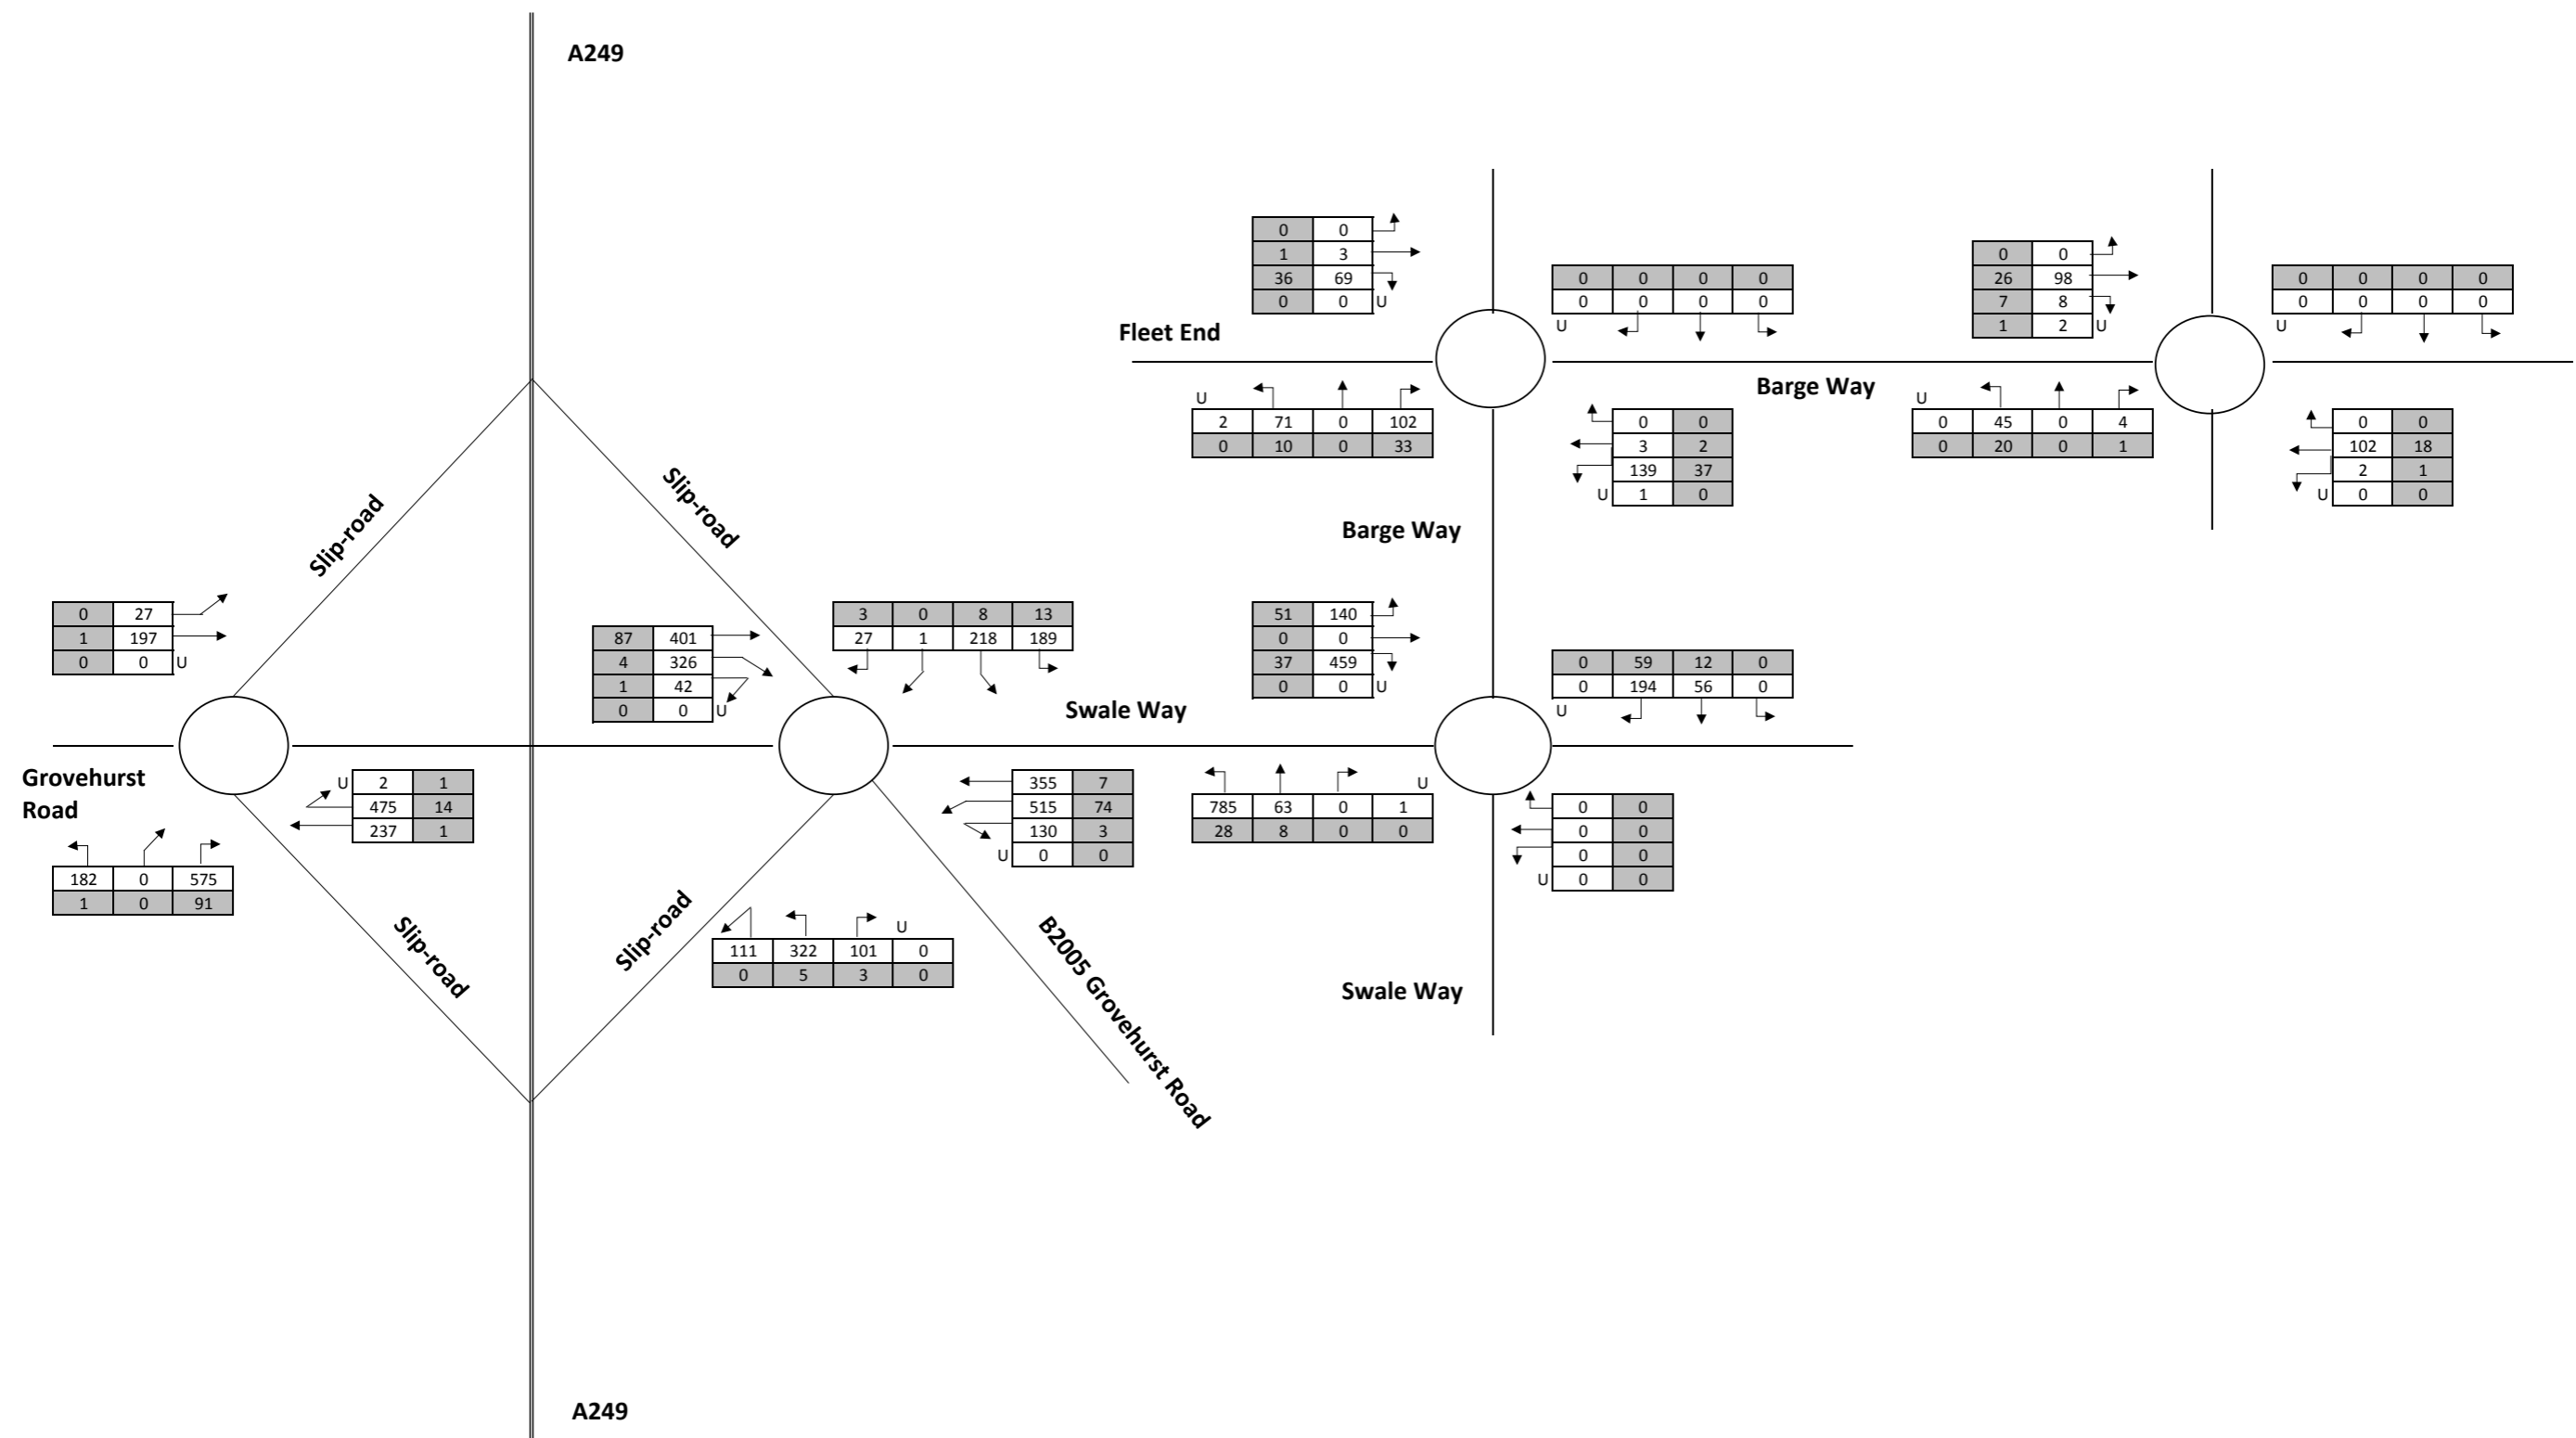 A249
0 0
1 3
36 69
0 0 U
0 0 0 0
0 0 0 0
U
0 0
26 98
7 8
1 2 U
0 0 0 0
0 0 0 0
U
Fleet End
U
2 71 0 102
0 10 0 33
0 0
3 2
139 37
U 1 0
Barge Way
U
0 45 0 4
0 20 0 1
0 0
102 18
2 1
U 0 0
Slip-road
Slip-road
Barge Way
0 27
1 197
0 0 U
87 401
4 326
1 42
0 0 U
3 0 8 13
27 1 218 189
Swale Way
51 140
0 0
37 459
0 0 U
0 59 12 0
0 194 56 0
U
Grovehurst
Road
U 2 1
475 14
237 1
182 0 575
1 0 91
355 7
515 74
130 3
U 0 0
U
785 63 0 1
28 8 0 0
0 0
0 0
0 0
U 0 0
Slip-road
Slip-road
U
111 322 101 0
0 5 3 0
B2005 Grovehurst Road
Swale Way
A249